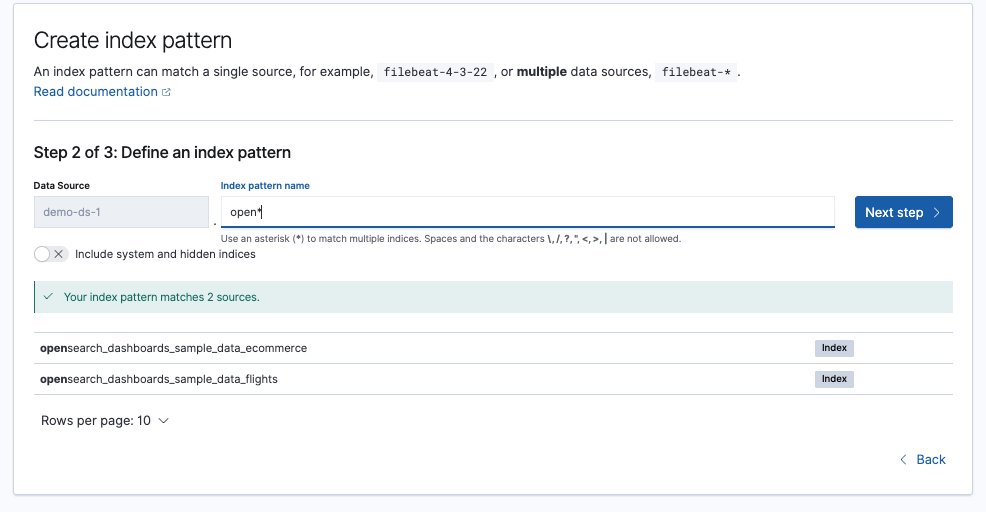 Create index pattern
An index pattern can match a single source, for example, filebeat-4-3-22 , or multiple data sources, filebeat-* .
Read documentation
Step 2 of 3: Define an index pattern
Data Source
Index pattern name
demo-ds-1
.
open*
Next step
Use an asterisk (*) to match multiple indices. Spaces and the characters \, /, ?, ", <, >, | are not allowed.
Include system and hidden indices
Your index pattern matches 2 sources.
opensearch_dashboards_sample_data_ecommerce Index
opensearch_dashboards_sample_data_flights Index
Rows per page: 10
Back